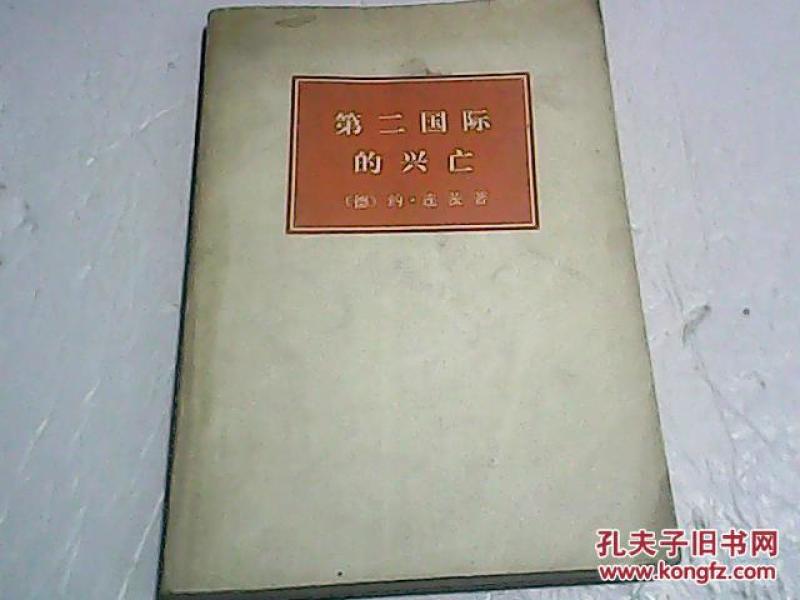 第二国际
的兴亡
（德）约·连茨著
孔夫子旧书网
www.kongfz.com